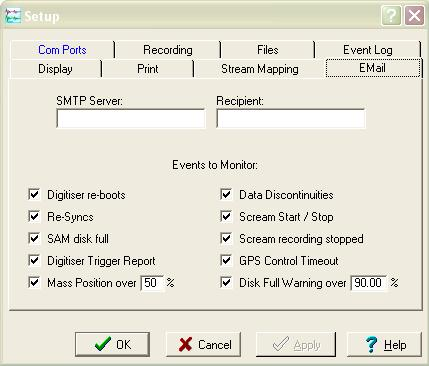 Setup
Com Ports Recording Files Event Log
Display Print Stream Mapping EMail
SMTP Server: Recipient:
Events to Monitor:
Digitiser re-boots Data Discontinuities
Re-Syncs Scream Start / Stop
SAM disk full Scream recording stopped
Digitiser Trigger Report GPS Control Timeout
Mass Position over 50 % Disk Full Warning over 90.00 %
OK Cancel Apply ? Help